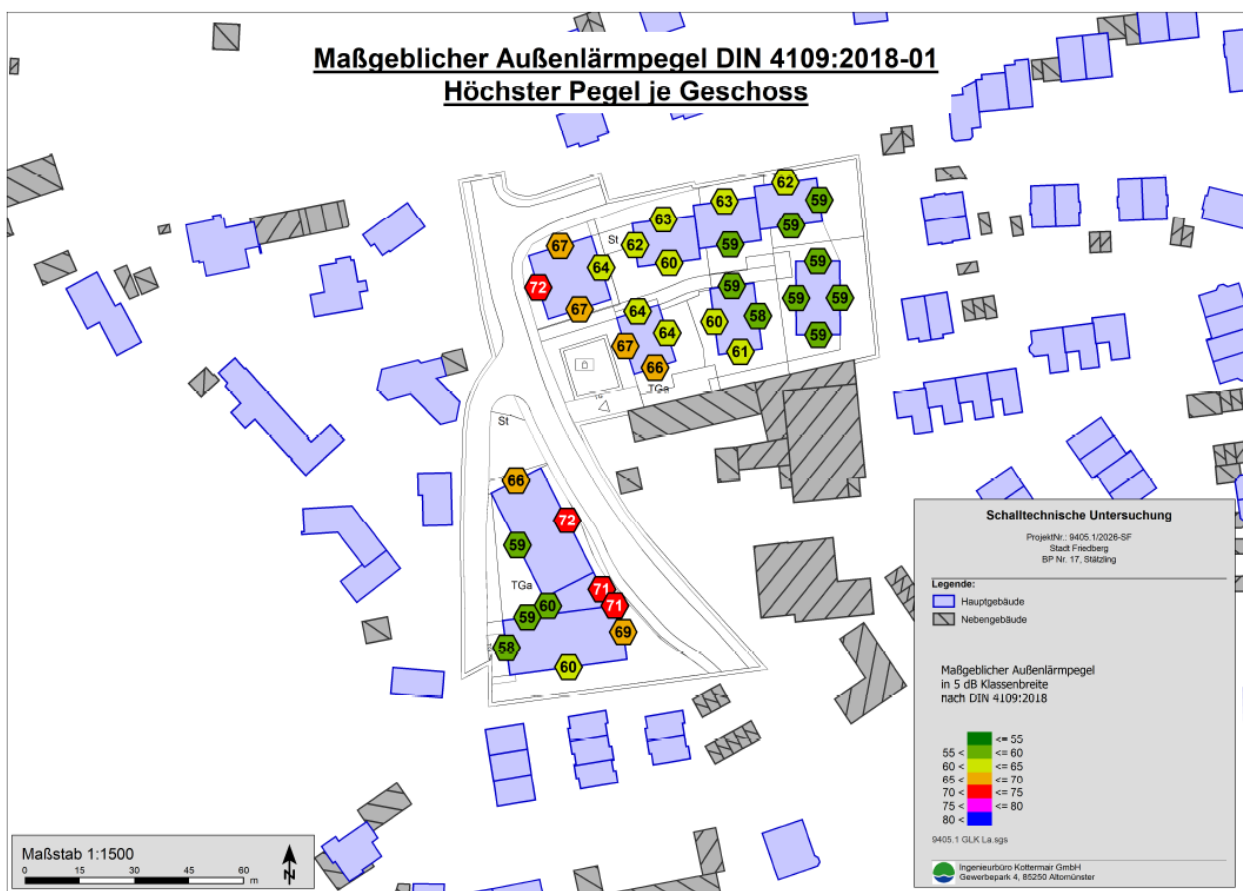 Maßgeblicher Außenlärmpegel DIN 4109:2018-01
Höchster Pegel je Geschoss
62
59
63
59
63
59
62
60
St
67
64
72
67
59
59
59
59
59
60
58
61
64
64
67
66
TGa
St
66
72
59
TGa
71
71
60
59
69
58
60
Schalltechnische Untersuchung
ProjektNr.: 9405.1/2026-SF
Stadt Friedberg
BP Nr. 17, Stätzling
Legende:
Hauptgebäude
Nebengebäude
Maßgeblicher Außenlärmpegel
in 5 dB Klassenbreite
nach DIN 4109:2018
<= 55
55 < <= 60
60 < <= 65
65 < <= 70
70 < <= 75
75 < <= 80
80 <
9405.1 GLK La.sgs
Ingenieurbüro Kottermair GmbH
Gewerbepark 4, 85250 Altomünster
Maßstab 1:1500
0 15 30 45 60
m
N